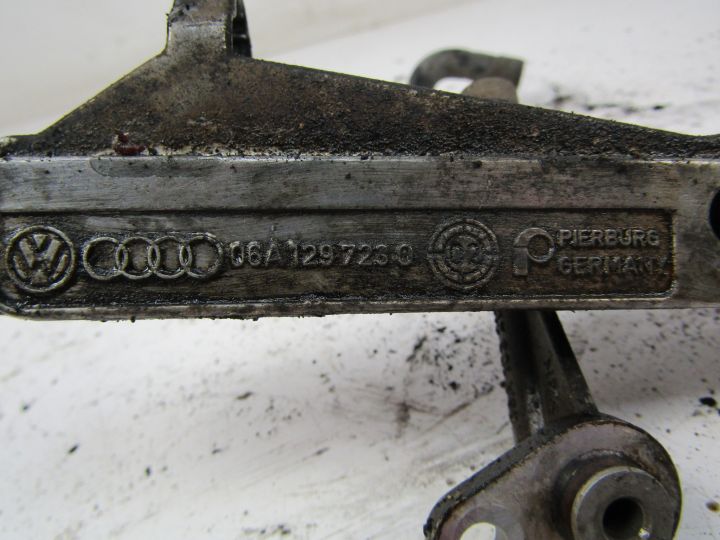 06A 129 723 O
PIERBURG
GERMANY